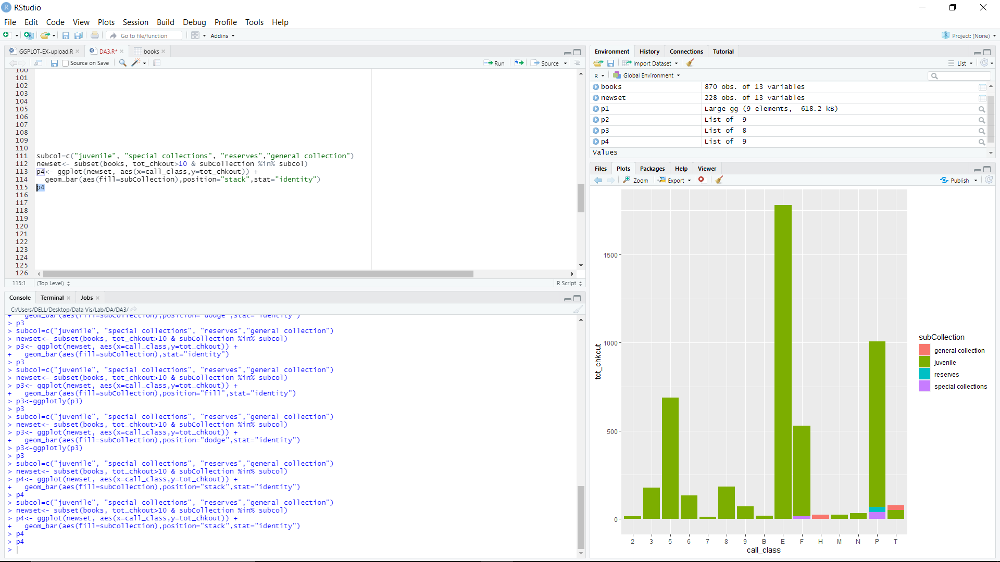 RStudio
File Edit Code View Plots Session Build Debug Profile Tools Help
Go to file/function Addins Project: (None)
GGPLOT-EX-upload.R DA3.R* books
Source on Save Run Source
100
101
102
103
104
105
106
107
108
109
110
111 subcol=c("juvenile", "special collections", "reserves","general collection")
112 newset<- subset(books, tot_chkout>10 & subCollection %in% subcol)
113 p4<- ggplot(newset, aes(x=call_class,y=tot_chkout)) +
114 geom_bar(aes(fill=subCollection),position="stack",stat="identity")
115 p4
116
117
118
119
120
121
122
123
124
125
126
115:1 (Top Level) R Script
Console Terminal Jobs
C:/Users/DELL/Desktop/Data Vis/Lab/DA/DA3/
+ geom_bar(aes(fill=subCollection),position="dodge",stat="identity")
> p3
> subcol=c("juvenile", "special collections", "reserves","general collection")
> newset<- subset(books, tot_chkout>10 & subCollection %in% subcol)
> p3<- ggplot(newset, aes(x=call_class,y=tot_chkout)) +
+ geom_bar(aes(fill=subCollection),stat="identity")
> p3
> subcol=c("juvenile", "special collections", "reserves","general collection")
> newset<- subset(books, tot_chkout>10 & subCollection %in% subcol)
> p3<- ggplot(newset, aes(x=call_class,y=tot_chkout)) +
+ geom_bar(aes(fill=subCollection),position="fill",stat="identity")
> p3<-ggplotly(p3)
> p3
> subcol=c("juvenile", "special collections", "reserves","general collection")
> newset<- subset(books, tot_chkout>10 & subCollection %in% subcol)
> p3<- ggplot(newset, aes(x=call_class,y=tot_chkout)) +
+ geom_bar(aes(fill=subCollection),position="dodge",stat="identity")
> p3<-ggplotly(p3)
> p3
> subcol=c("juvenile", "special collections", "reserves","general collection")
> newset<- subset(books, tot_chkout>10 & subCollection %in% subcol)
> p4<- ggplot(newset, aes(x=call_class,y=tot_chkout)) +
+ geom_bar(aes(fill=subCollection),position="stack",stat="identity")
> p4
> subcol=c("juvenile", "special collections", "reserves","general collection")
> newset<- subset(books, tot_chkout>10 & subCollection %in% subcol)
> p4<- ggplot(newset, aes(x=call_class,y=tot_chkout)) +
+ geom_bar(aes(fill=subCollection),position="stack",stat="identity")
> p4
> p4
>
Environment History Connections Tutorial
Import Dataset List
R Global Environment
books 870 obs. of 13 variables
newset 228 obs. of 13 variables
p1 Large gg (9 elements, 618.2 kB)
p2 List of 9
p3 List of 8
p4 List of 9
Values
Files Plots Packages Help Viewer
Zoom Export Publish
1500
1000
500
0
tot_chkout
2 3 5 6 7 8 9 B E F H M N P T
call_class
subCollection
general collection
juvenile
reserves
special collections